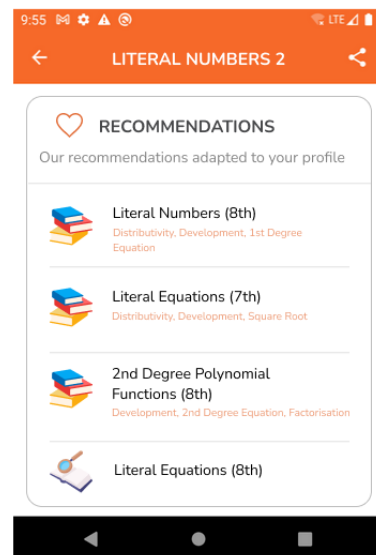 9:55 LTE
LITERAL NUMBERS 2
RECOMMENDATIONS
Our recommendations adapted to your profile
Literal Numbers (8th)
Distributivity, Development, 1st Degree
Equation
Literal Equations (7th)
Distributivity, Development, Square Root
2nd Degree Polynomial
Functions (8th)
Development, 2nd Degree Equation, Factorisation
Literal Equations (8th)